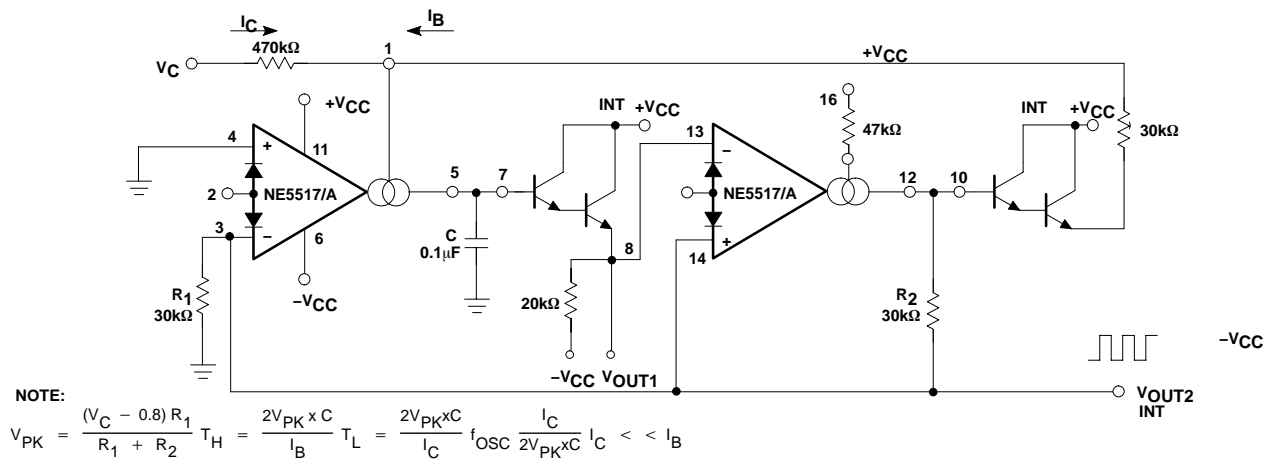 IC
IB
470kΩ
1
VC
+VCC
+VCC
INT
+VCC
16
INT
+VCC
4
+
11
13
−
47kΩ
30kΩ
5
7
12
10
2
NE5517/A
NE5517/A
3
−
6
C
0.1μF
8
+
14
R1
30kΩ
−VCC
20kΩ
R2
30kΩ
−VCC
−VCC
VOUT1
VOUT2
INT
NOTE:
VPK = (VC − 0.8) R1 / R1 + R2 TH = 2VPK x C / IB TL = 2VPKxC / IC fOSC IC / 2VPKxC IC < < IB